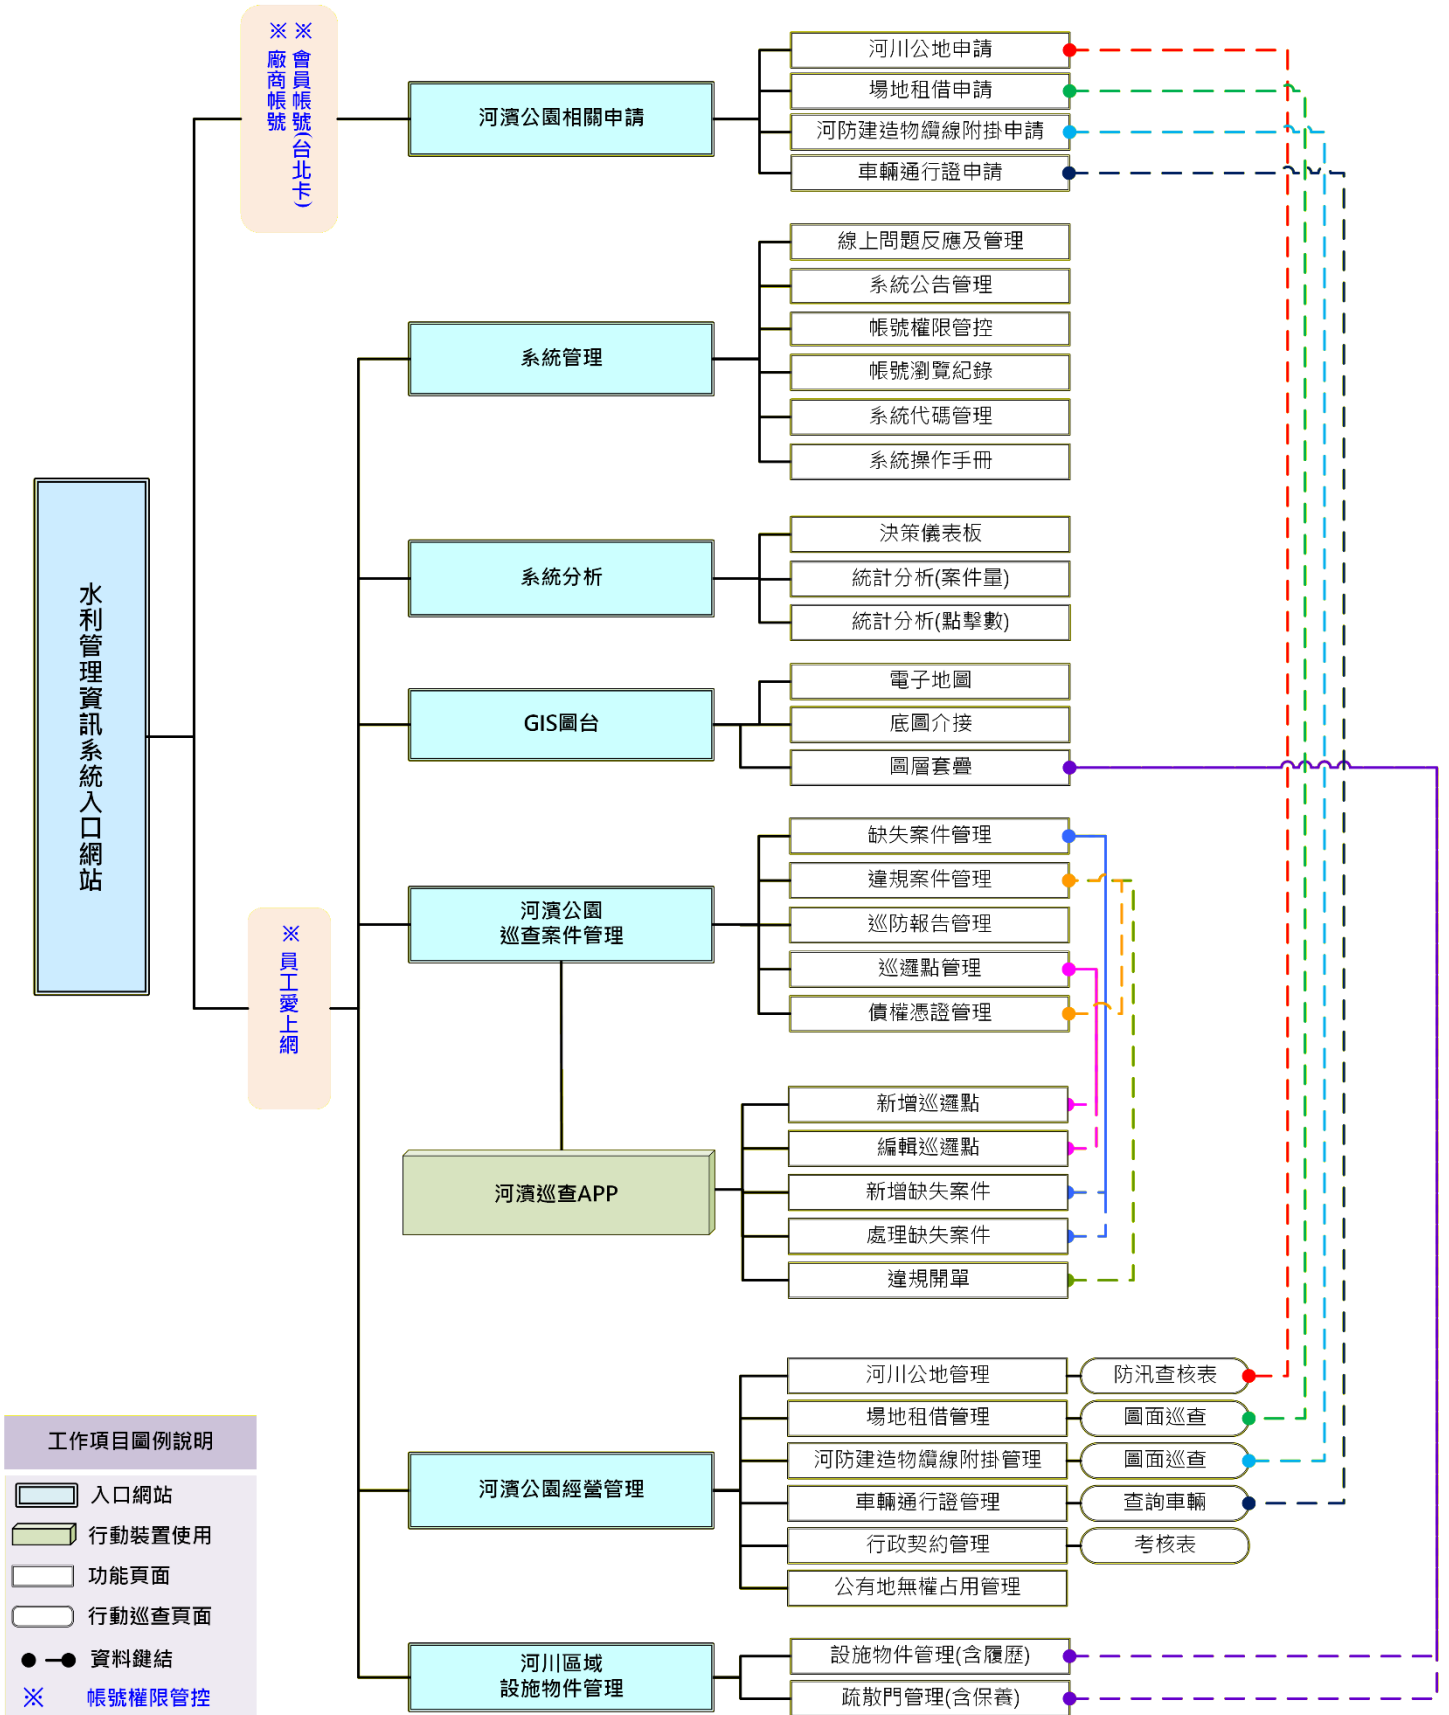 水利管理資訊系統入口網站
※ 會員帳號(台北卡)
※ 廠商帳號
河濱公園相關申請
河川公地申請
場地租借申請
河防建造物纜線附掛申請
車輛通行證申請
※ 員工愛上網
系統管理
線上問題反應及管理
系統公告管理
帳號權限管控
帳號瀏覽紀錄
系統代碼管理
系統操作手冊
系統分析
決策儀表板
統計分析(案件量)
統計分析(點擊數)
GIS圖台
電子地圖
底圖介接
圖層套疊
河濱公園
巡查案件管理
缺失案件管理
違規案件管理
巡防報告管理
巡邏點管理
債權憑證管理
河濱巡查APP
新增巡邏點
編輯巡邏點
新增缺失案件
處理缺失案件
違規開單
河濱公園經營管理
河川公地管理
防汛查核表
場地租借管理
圖面巡查
河防建造物纜線附掛管理
圖面巡查
車輛通行證管理
查詢車輛
行政契約管理
考核表
公有地無權占用管理
河川區域
設施物件管理
設施物件管理(含履歷)
疏散門管理(含保養)
工作項目圖例說明
入口網站
行動裝置使用
功能頁面
行動巡查頁面
資料鍵結
※ 帳號權限管控